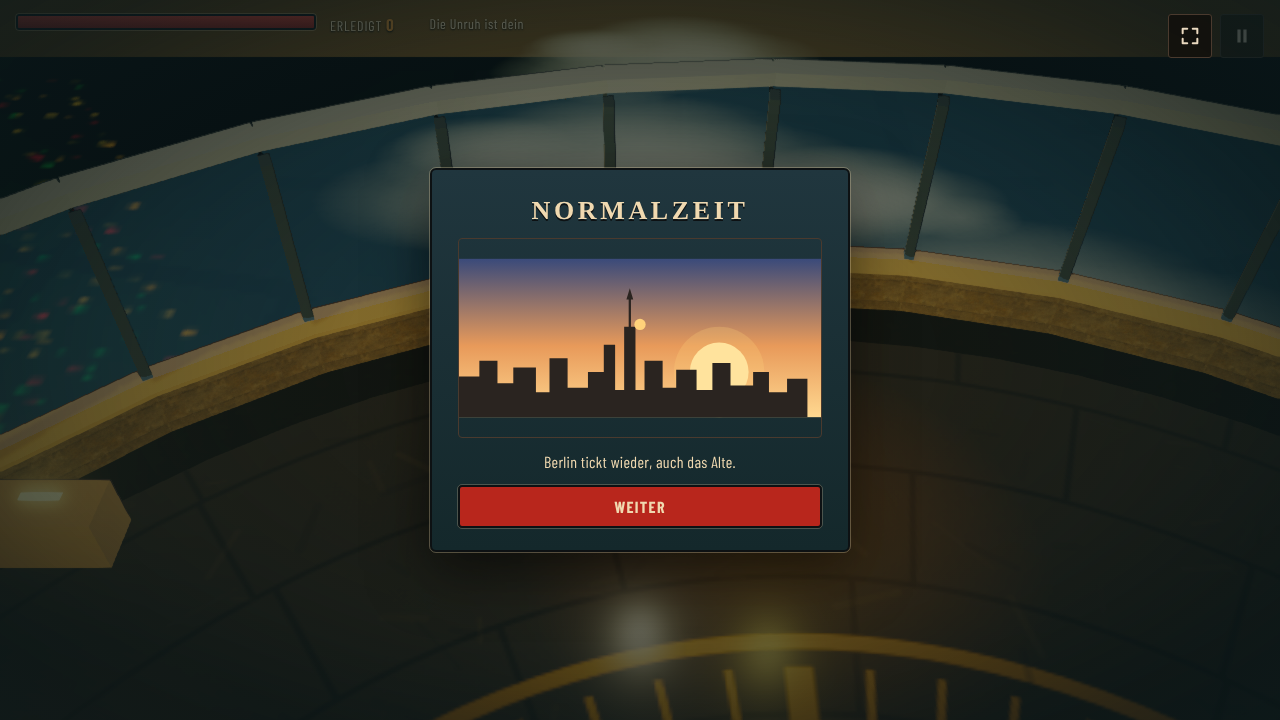 ERLEDIGT 0
Die Unruh ist dein
NORMALZEIT
Berlin tickt wieder, auch das Alte.
WEITER